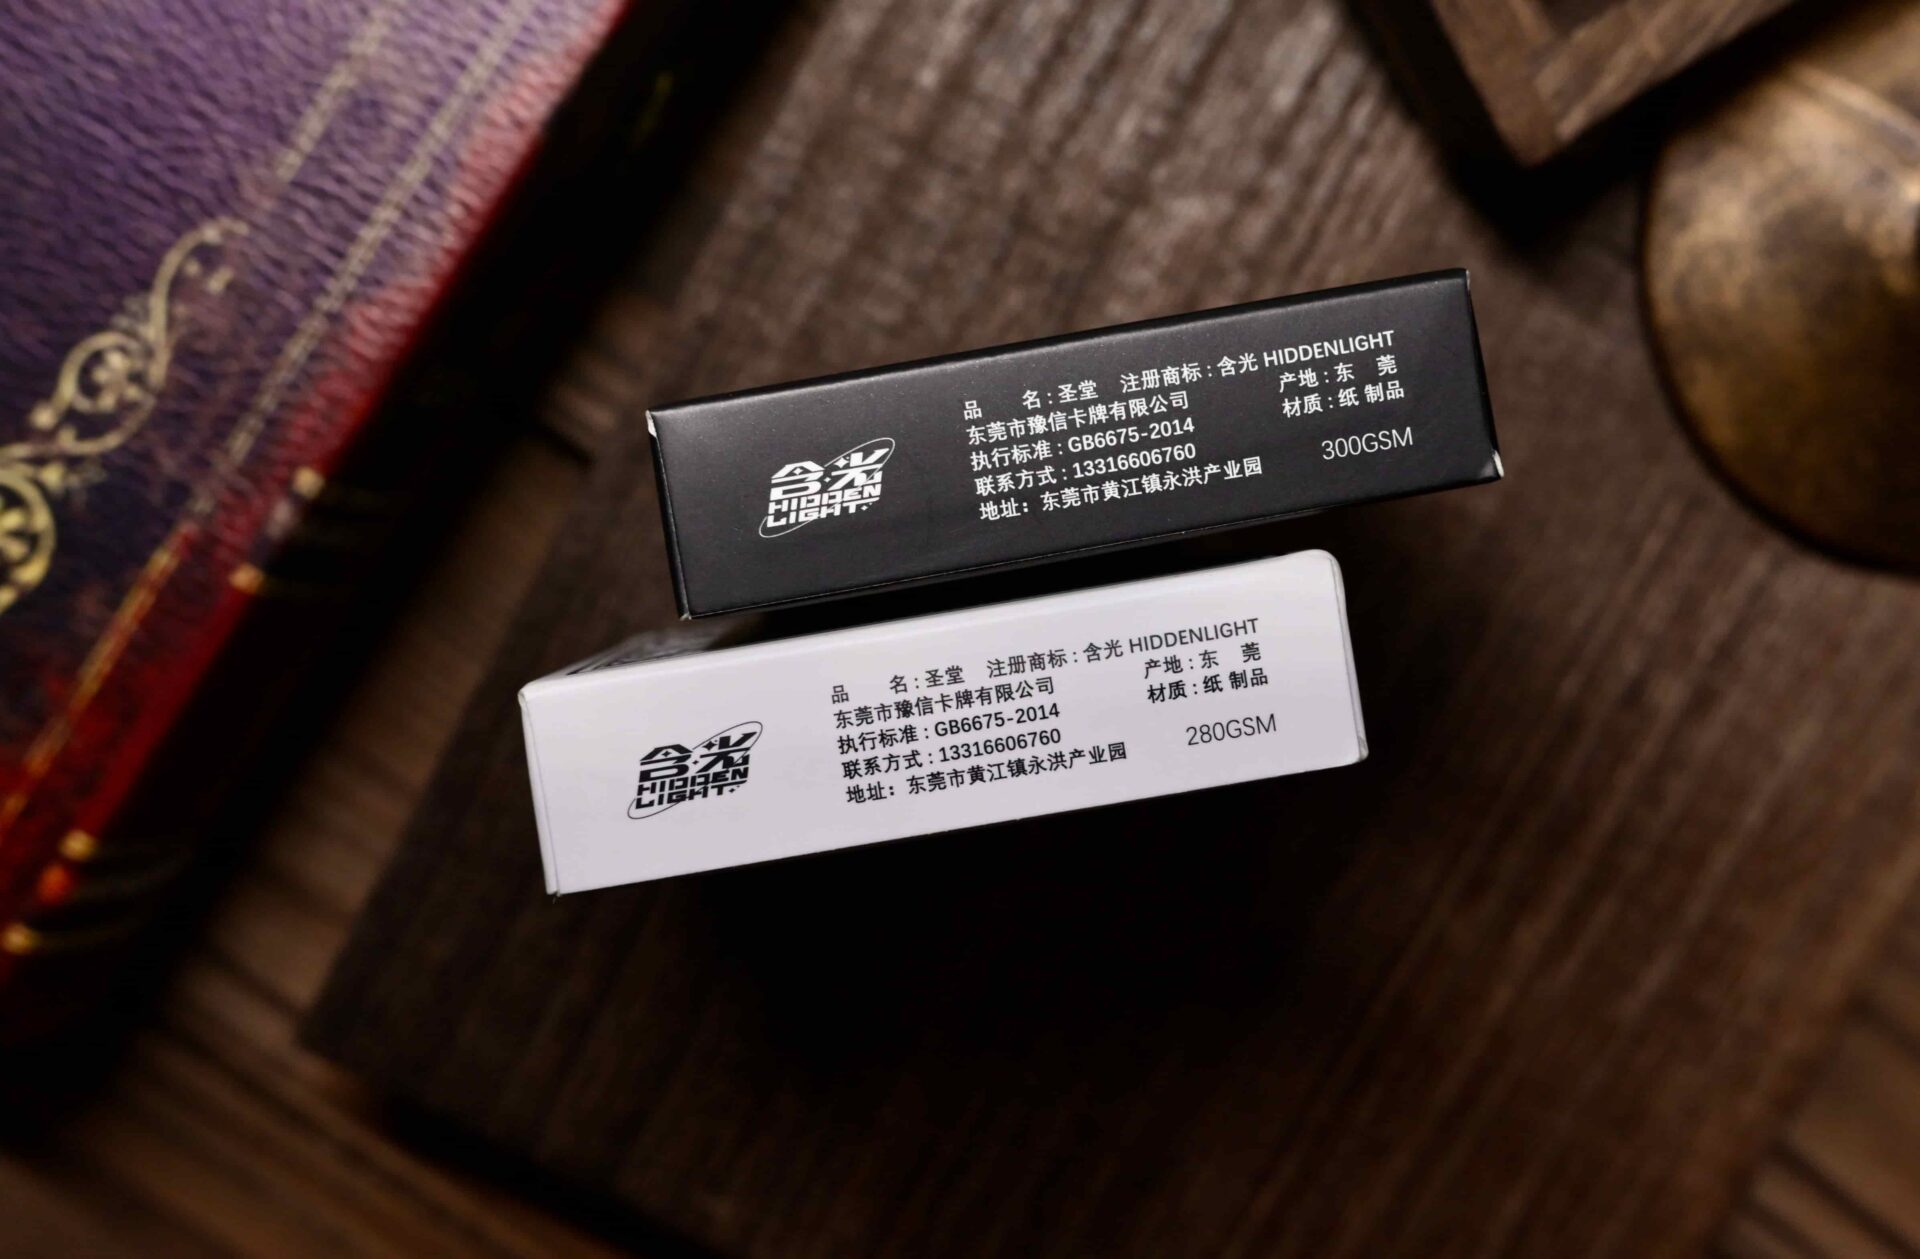 含光
HIDDEN
LIGHT
品 名：圣堂 注册商标：含光 HIDDENLIGHT
东莞市豫信卡牌有限公司 产地：东 莞
执行标准：GB6675-2014 材质：纸 制品
联系方式：13316606760
地址：东莞市黄江镇永洪产业园 300GSM
含光
HIDDEN
LIGHT
品 名：圣堂 注册商标：含光 HIDDENLIGHT
东莞市豫信卡牌有限公司 产地：东 莞
执行标准：GB6675-2014 材质：纸 制品
联系方式：13316606760
地址：东莞市黄江镇永洪产业园 280GSM